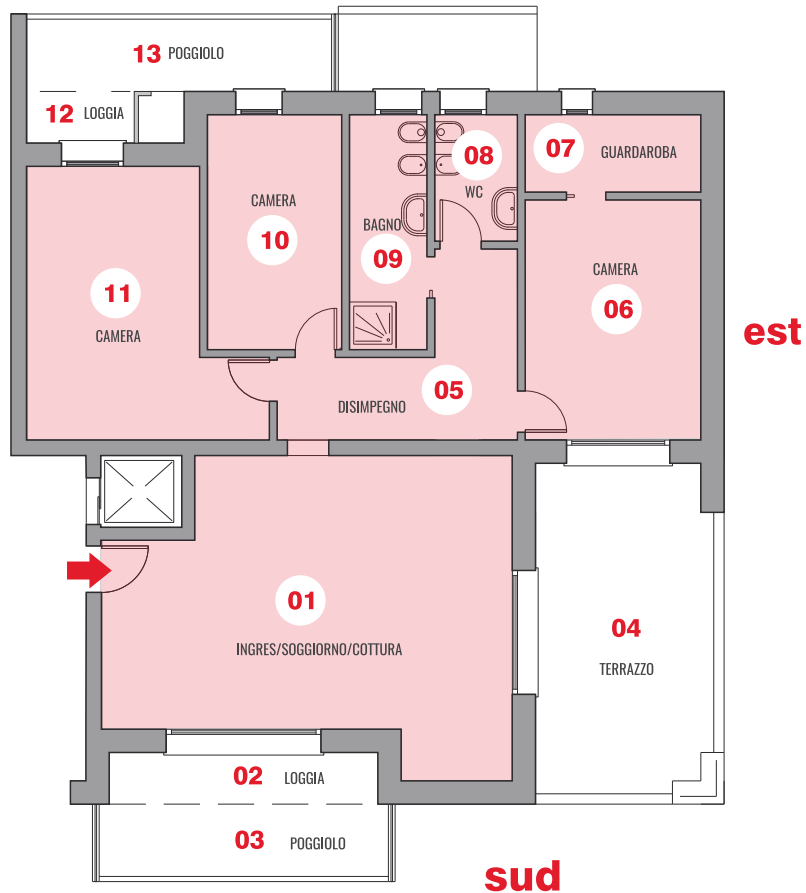 13 POGGIOLO
12 LOGGIA
07 GUARDAROBA
08
WC
CAMERA
10
BAGNO
09
CAMERA
06
11
CAMERA
est
05
DISIMPEGNO
01
INGRES/SOGGIORNO/COTTURA
04
TERRAZZO
02 LOGGIA
03 POGGIOLO
sud